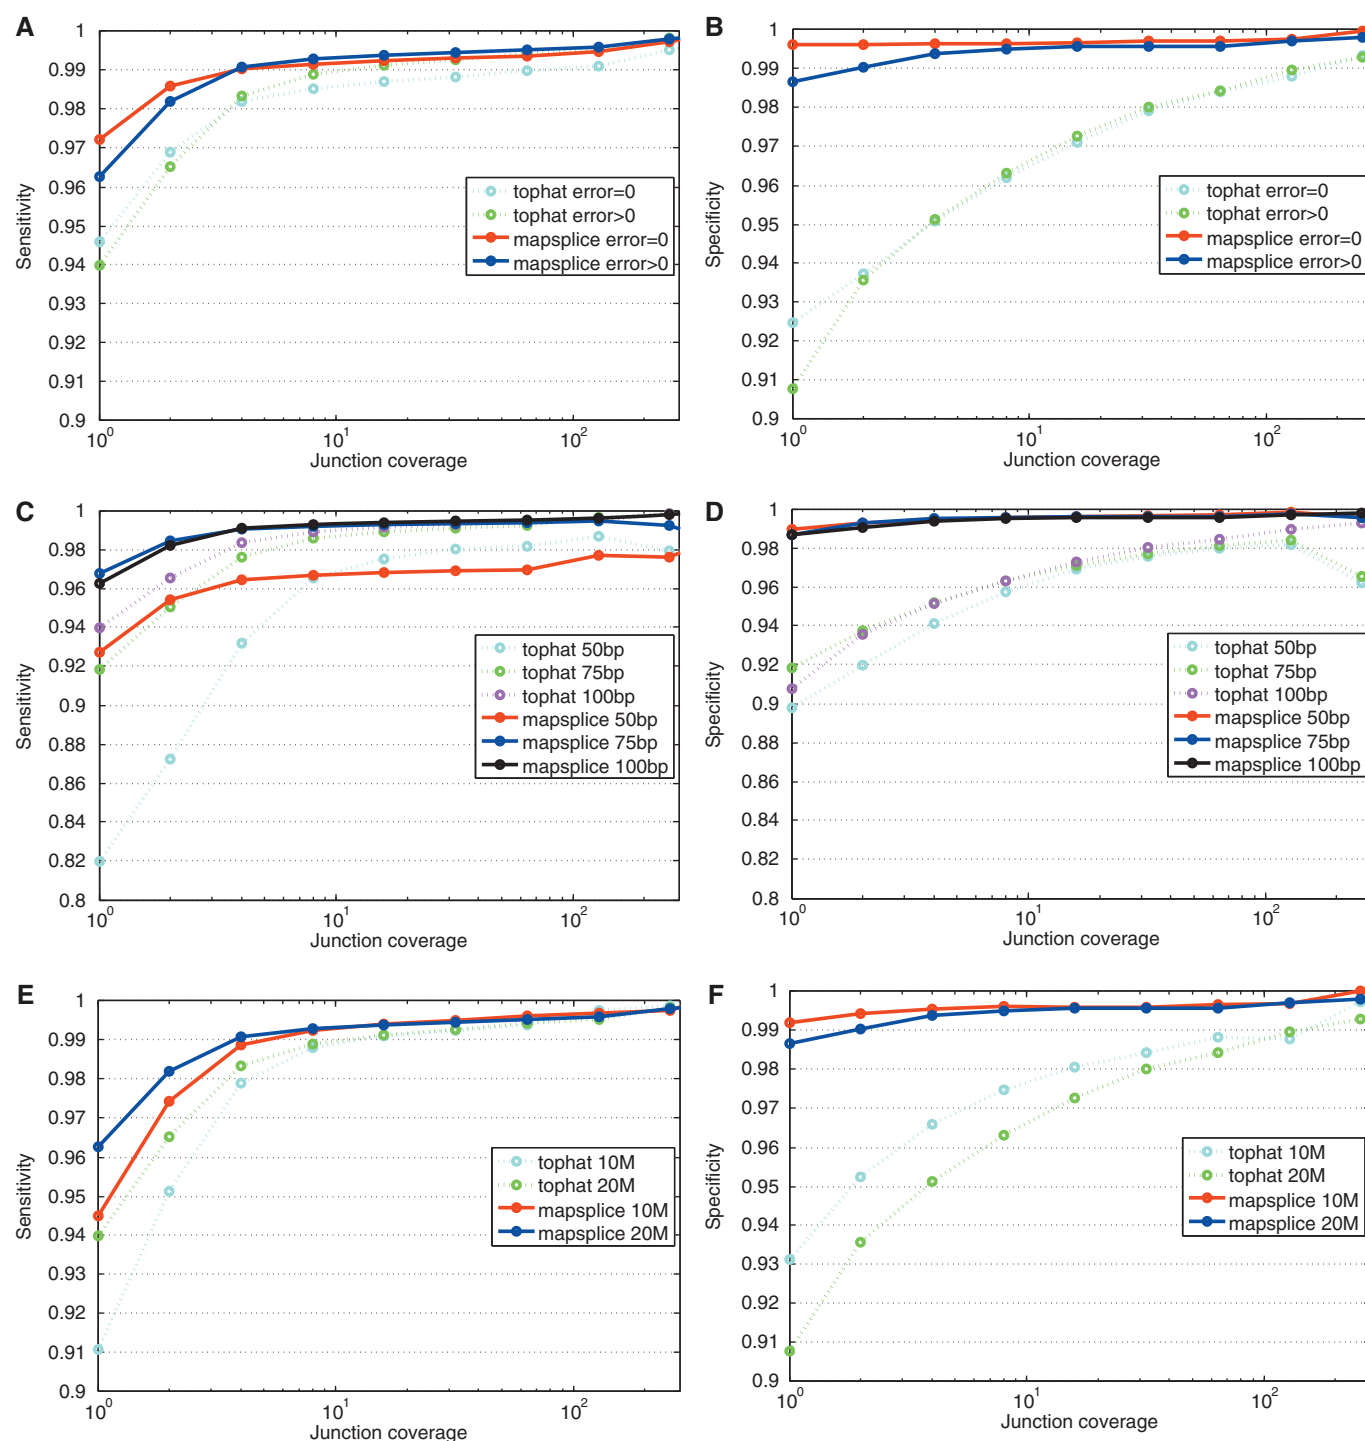 A
1
0.99
0.98
0.97
0.96
0.95
0.94
0.93
0.92
0.91
0.9
Sensitivity
tophat error=0
tophat error>0
mapsplice error=0
mapsplice error>0
10^0
10^1
10^2
Junction coverage
B
1
0.99
0.98
0.97
0.96
0.95
0.94
0.93
0.92
0.91
0.9
Specificity
tophat error=0
tophat error>0
mapsplice error=0
mapsplice error>0
10^0
10^1
10^2
Junction coverage
C
1
0.98
0.96
0.94
0.92
0.9
0.88
0.86
0.84
0.82
0.8
Sensitivity
tophat 50bp
tophat 75bp
tophat 100bp
mapsplice 50bp
mapsplice 75bp
mapsplice 100bp
10^0
10^1
10^2
Junction coverage
D
1
0.98
0.96
0.94
0.92
0.9
0.88
0.86
0.84
0.82
0.8
Specificity
tophat 50bp
tophat 75bp
tophat 100bp
mapsplice 50bp
mapsplice 75bp
mapsplice 100bp
10^0
10^1
10^2
Junction coverage
E
1
0.99
0.98
0.97
0.96
0.95
0.94
0.93
0.92
0.91
0.9
Sensitivity
tophat 10M
tophat 20M
mapsplice 10M
mapsplice 20M
10^0
10^1
10^2
Junction coverage
F
1
0.99
0.98
0.97
0.96
0.95
0.94
0.93
0.92
0.91
0.9
Specificity
tophat 10M
tophat 20M
mapsplice 10M
mapsplice 20M
10^0
10^1
10^2
Junction coverage